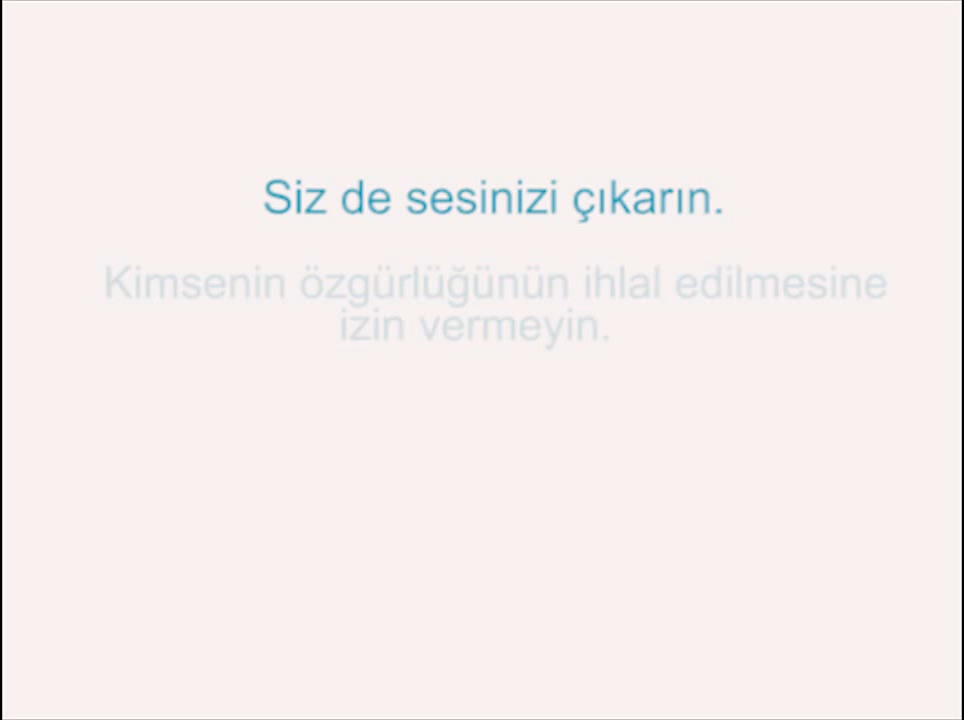 Siz de sesinizi çıkarın.
Kimsenin özgürlüğünün ihlal edilmesine
izin vermeyin.